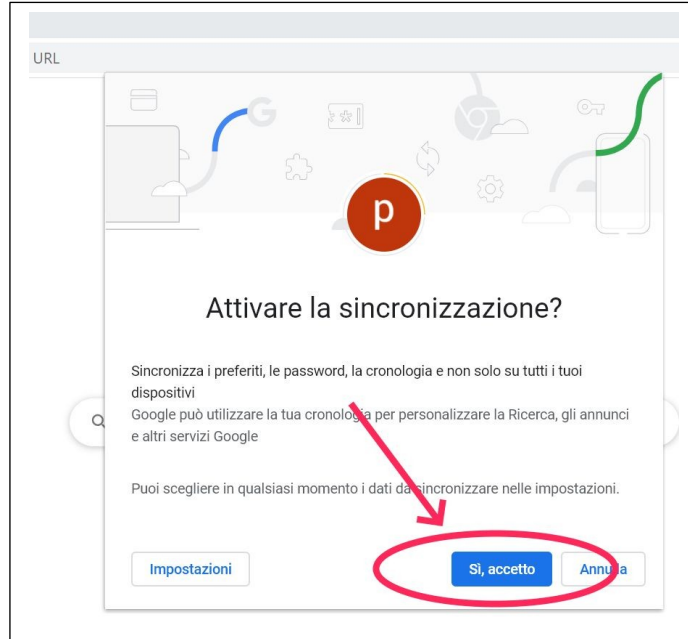 URL
p
Attivare la sincronizzazione?
Sincronizza i preferiti, le password, la cronologia e non solo su tutti i tuoi
dispositivi
Google può utilizzare la tua cronologia per personalizzare la Ricerca, gli annunci
e altri servizi Google
Puoi scegliere in qualsiasi momento i dati da sincronizzare nelle impostazioni.
Impostazioni
Sì, accetto
Annulla